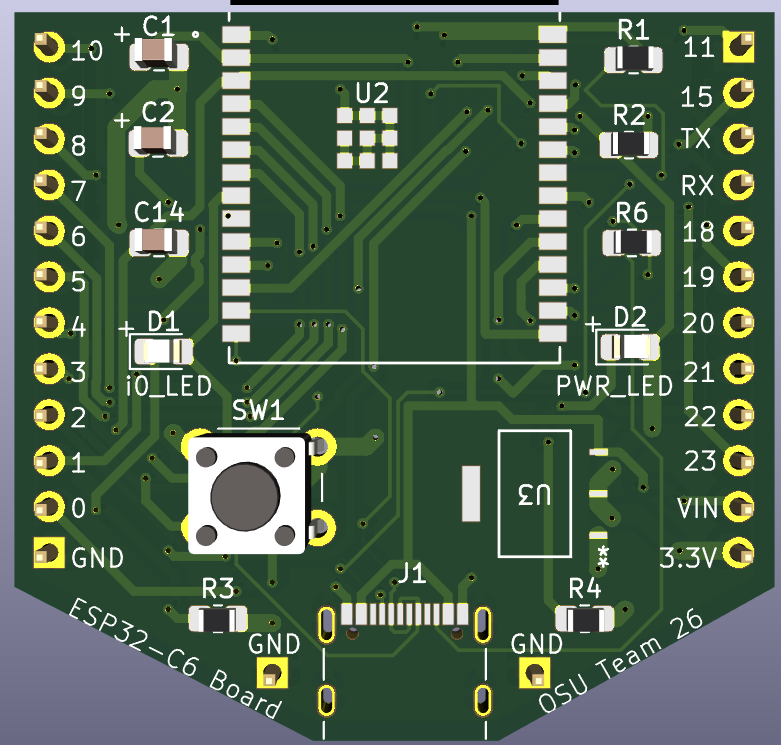 C1
R1
10
11
+
U2
9
15
C2
R2
+
8
TX
7
RX
C14
R6
6
18
5
19
D1
D2
+
+
4
20
3
21
i0_LED
PWR_LED
SW1
2
22
1
23
U3
0
VIN
GND
**
3.3V
J1
R3
R4
GND
GND
ESP32-C6 Board
OSU Team 26